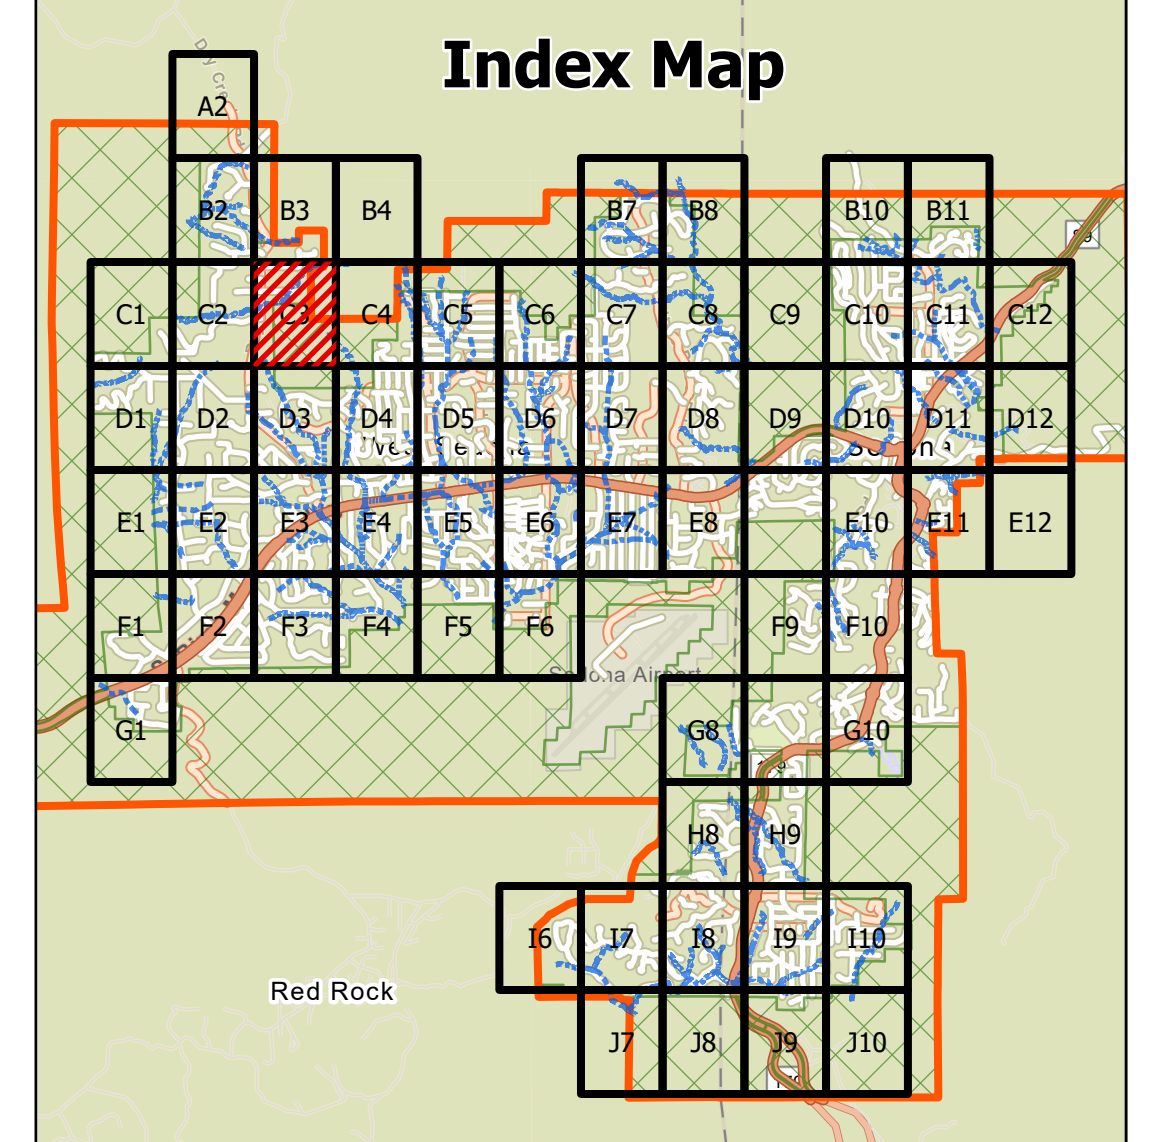 Index Map
A2
B2 B3 B4 B7 B8 B10 B11
89
C1 C2 C3 C4 C5 C6 C7 C8 C9 C10 C11 C12
D1 D2 D3 D4 D5 D6 D7 D8 D9 D10 D11 D12
E1 E2 E3 E4 E5 E6 E7 E8 E10 E11 E12
F1 F2 F3 F4 F5 F6 F9 F10
Sedona Airport
G1 G8 G10
H8 H9
I6 I7 I8 I9 I10
Red Rock
J7 J8 J9 J10